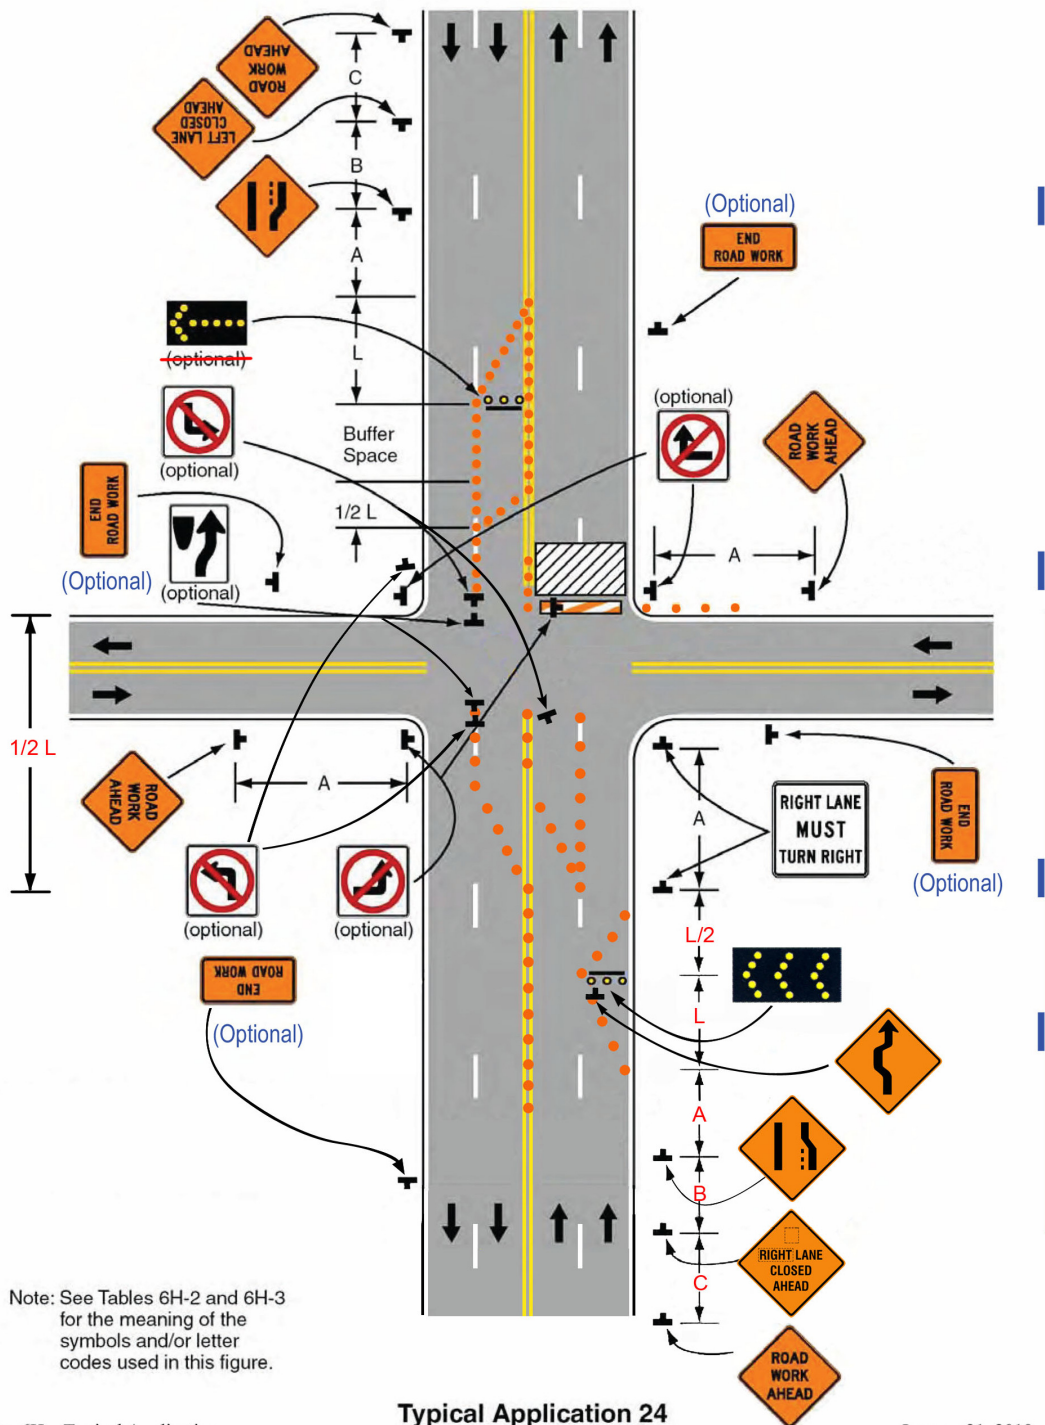 ROAD
WORK
AHEAD
LEFT LANE
CLOSED
AHEAD
C
B
A
L
(optional)
Buffer
Space
1/2 L
(optional)
END
ROAD WORK
(Optional)
(optional)
(Optional)
END
ROAD WORK
(optional)
ROAD
WORK
AHEAD
A
1/2 L
ROAD
WORK
AHEAD
A
(optional)
(optional)
END
ROAD WORK
(Optional)
A
RIGHT LANE
MUST
TURN RIGHT
END
ROAD WORK
(Optional)
L/2
L
A
B
C
RIGHT LANE
CLOSED
AHEAD
ROAD
WORK
AHEAD
Note: See Tables 6H-2 and 6H-3
for the meaning of the
symbols and/or letter
codes used in this figure.
Typical Application 24